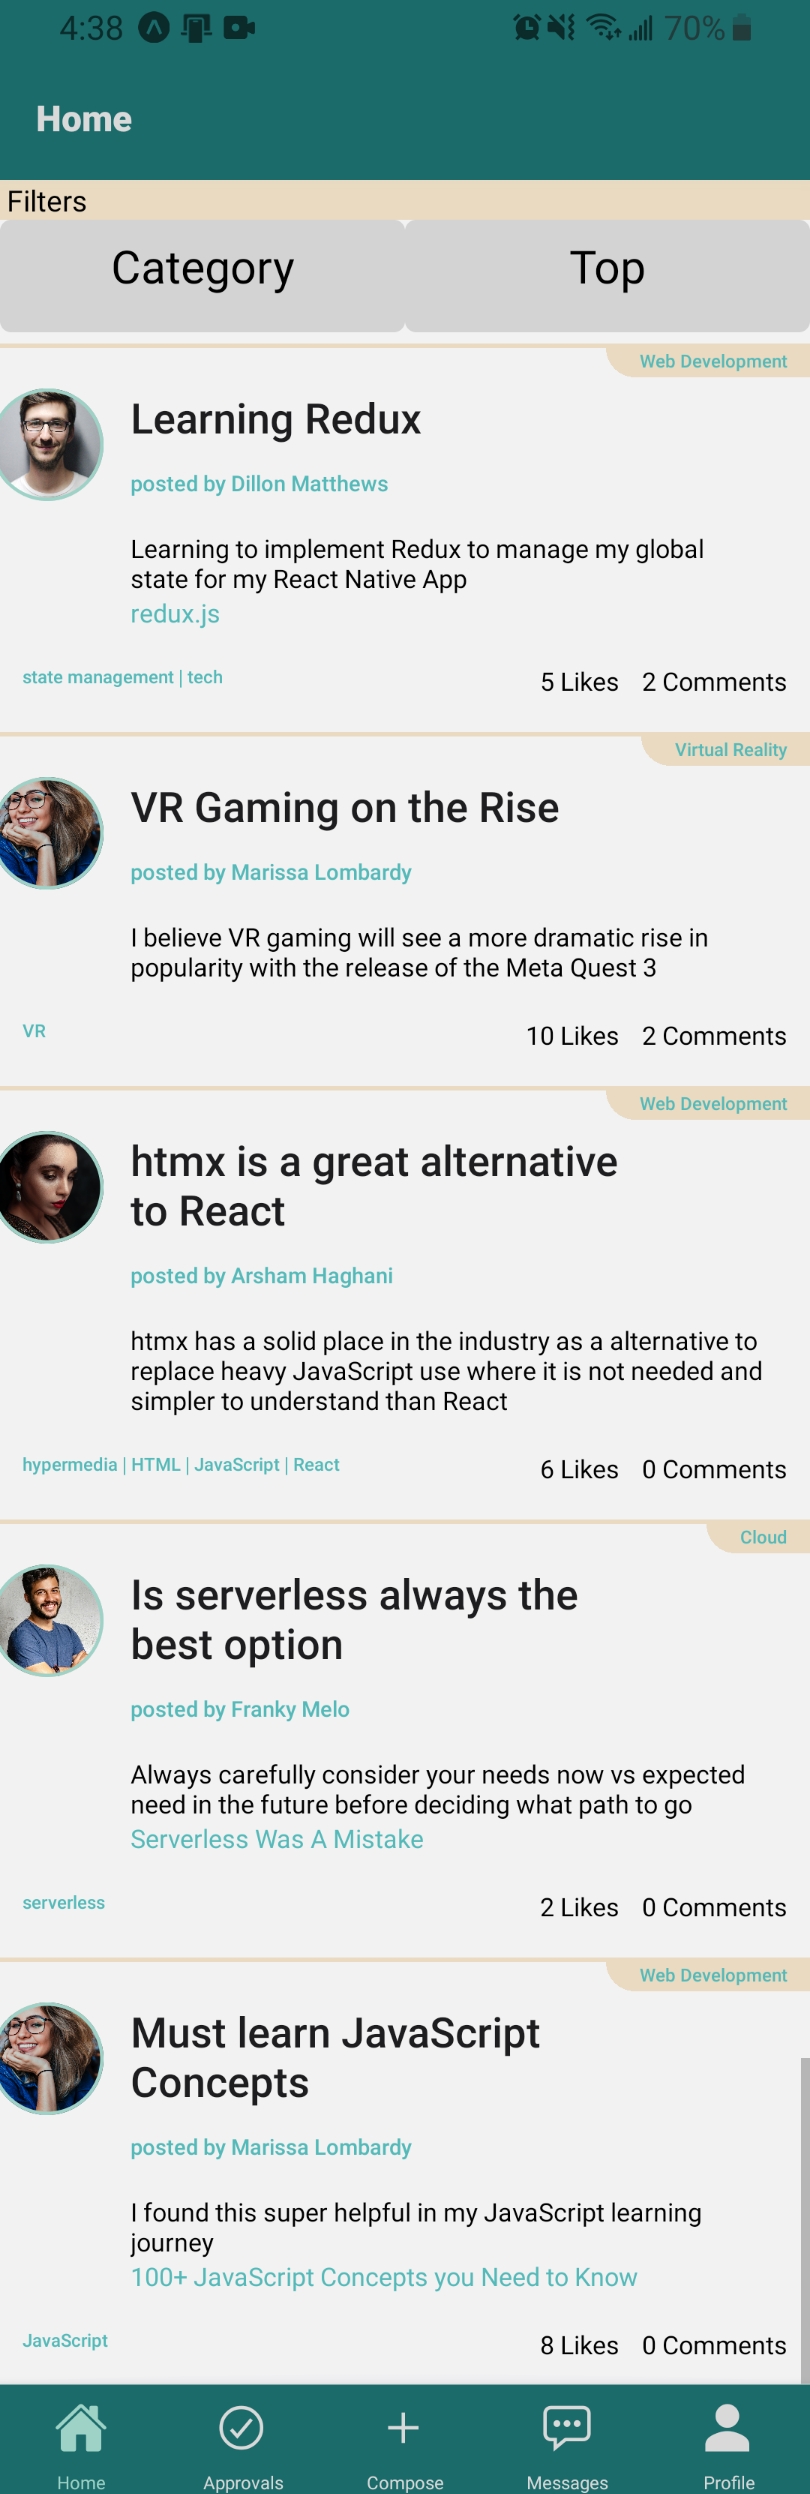 4:38
70%
Home
Filters
Category
Top
Web Development
Learning Redux
posted by Dillon Matthews
Learning to implement Redux to manage my global
state for my React Native App
redux.js
state management | tech
5 Likes 2 Comments
Virtual Reality
VR Gaming on the Rise
posted by Marissa Lombardy
I believe VR gaming will see a more dramatic rise in
popularity with the release of the Meta Quest 3
VR
10 Likes 2 Comments
Web Development
htmx is a great alternative
to React
posted by Arsham Haghani
htmx has a solid place in the industry as a alternative to
replace heavy JavaScript use where it is not needed and
simpler to understand than React
hypermedia | HTML | JavaScript | React
6 Likes 0 Comments
Cloud
Is serverless always the
best option
posted by Franky Melo
Always carefully consider your needs now vs expected
need in the future before deciding what path to go
Serverless Was A Mistake
serverless
2 Likes 0 Comments
Web Development
Must learn JavaScript
Concepts
posted by Marissa Lombardy
I found this super helpful in my JavaScript learning
journey
100+ JavaScript Concepts you Need to Know
JavaScript
8 Likes 0 Comments
Home
Approvals
Compose
Messages
Profile